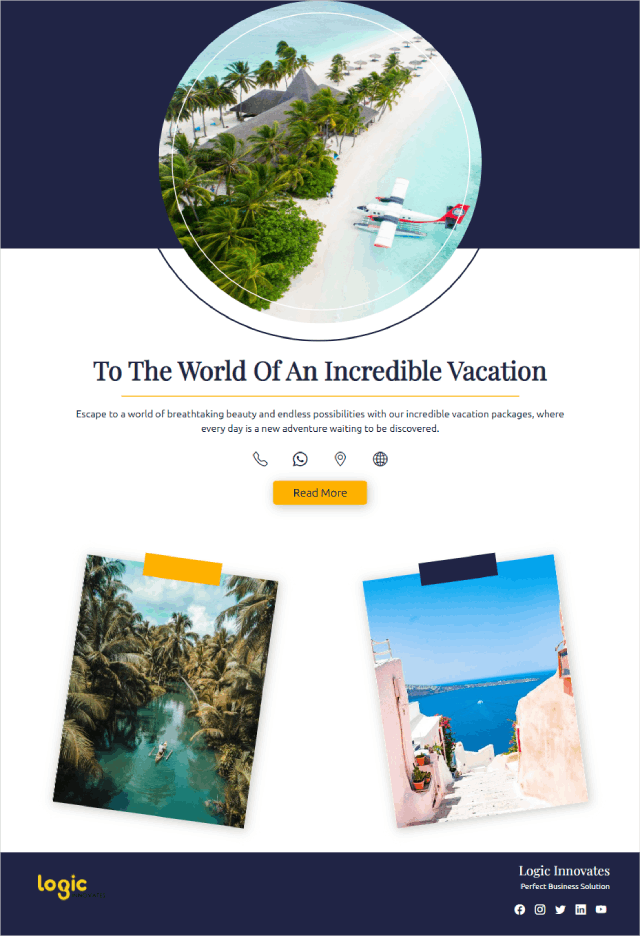 To The World Of An Incredible Vacation
Escape to a world of breathtaking beauty and endless possibilities with our incredible vacation packages, where
every day is a new adventure waiting to be discovered.
Read More
logic
Logic Innovates
Perfect Business Solution